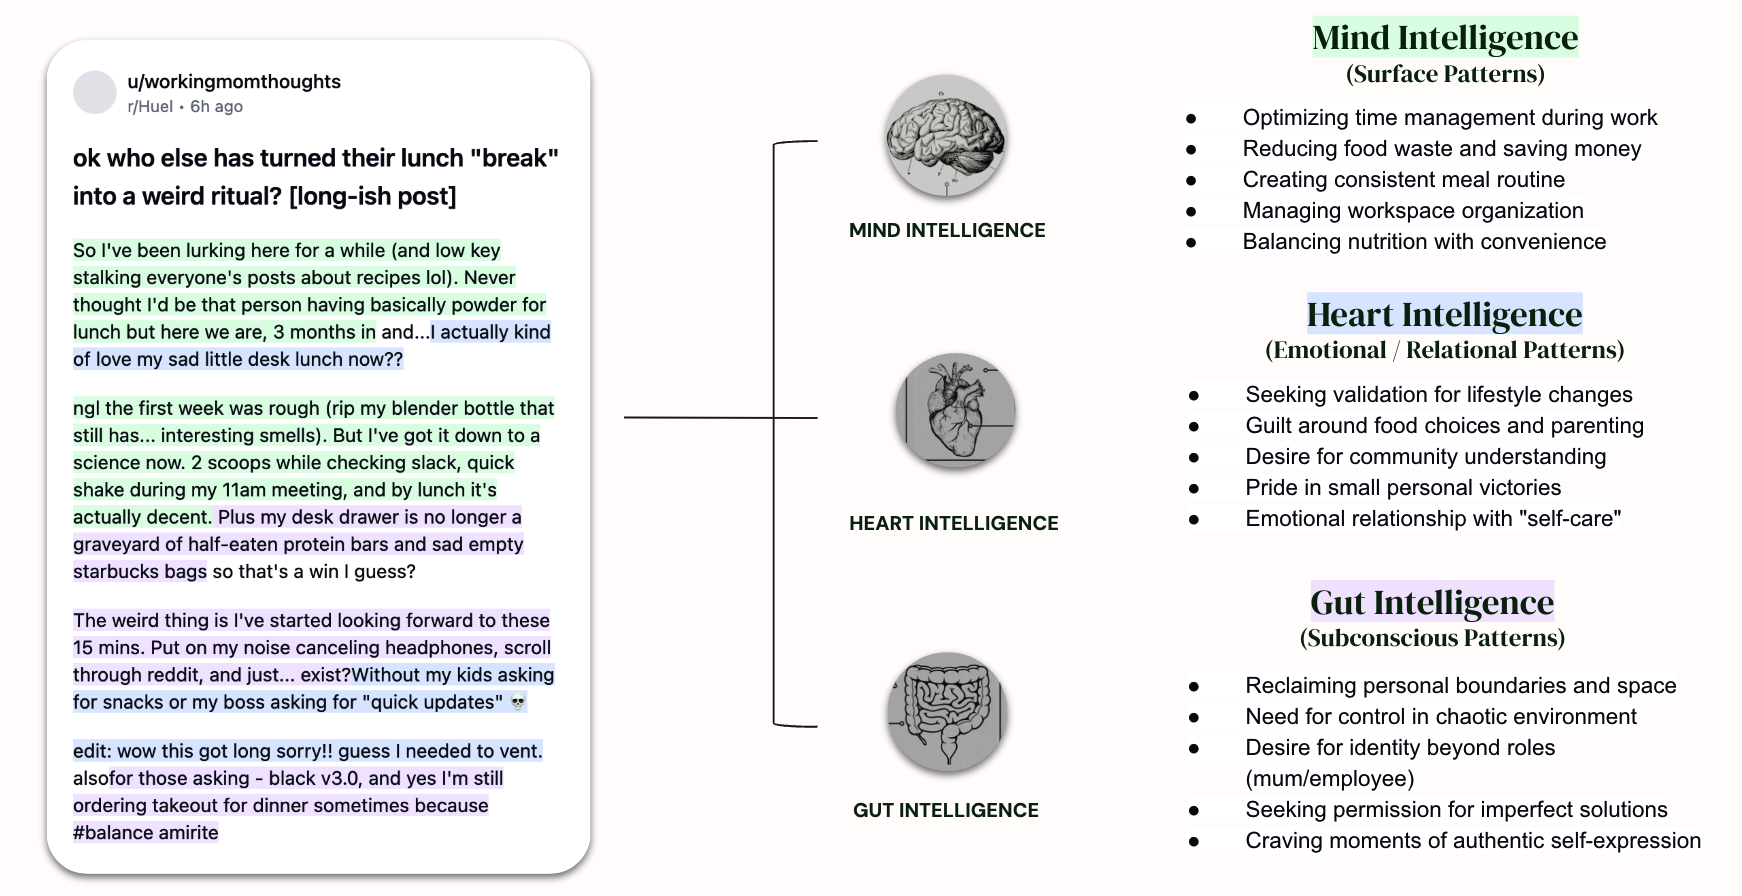 u/workingmomthoughts
r/Huel • 6h ago
ok who else has turned their lunch "break"
into a weird ritual? [long-ish post]
So I've been lurking here for a while (and low key
stalking everyone's posts about recipes lol). Never
thought I'd be that person having basically powder for
lunch but here we are, 3 months in and...I actually kind
of love my sad little desk lunch now??
ngl the first week was rough (rip my blender bottle that
still has... interesting smells). But I've got it down to a
science now. 2 scoops while checking slack, quick
shake during my 11am meeting, and by lunch it's
actually decent. Plus my desk drawer is no longer a
graveyard of half-eaten protein bars and sad empty
starbucks bags so that's a win I guess?
The weird thing is I've started looking forward to these
15 mins. Put on my noise canceling headphones, scroll
through reddit, and just... exist?Without my kids asking
for snacks or my boss asking for "quick updates" 💀
edit: wow this got long sorry!! guess I needed to vent.
alsofor those asking - black v3.0, and yes I'm still
ordering takeout for dinner sometimes because
#balance amirite
MIND INTELLIGENCE
HEART INTELLIGENCE
GUT INTELLIGENCE
Mind Intelligence
(Surface Patterns)
● Optimizing time management during work
● Reducing food waste and saving money
● Creating consistent meal routine
● Managing workspace organization
● Balancing nutrition with convenience
Heart Intelligence
(Emotional / Relational Patterns)
● Seeking validation for lifestyle changes
● Guilt around food choices and parenting
● Desire for community understanding
● Pride in small personal victories
● Emotional relationship with "self-care"
Gut Intelligence
(Subconscious Patterns)
● Reclaiming personal boundaries and space
● Need for control in chaotic environment
● Desire for identity beyond roles
(mum/employee)
● Seeking permission for imperfect solutions
● Craving moments of authentic self-expression